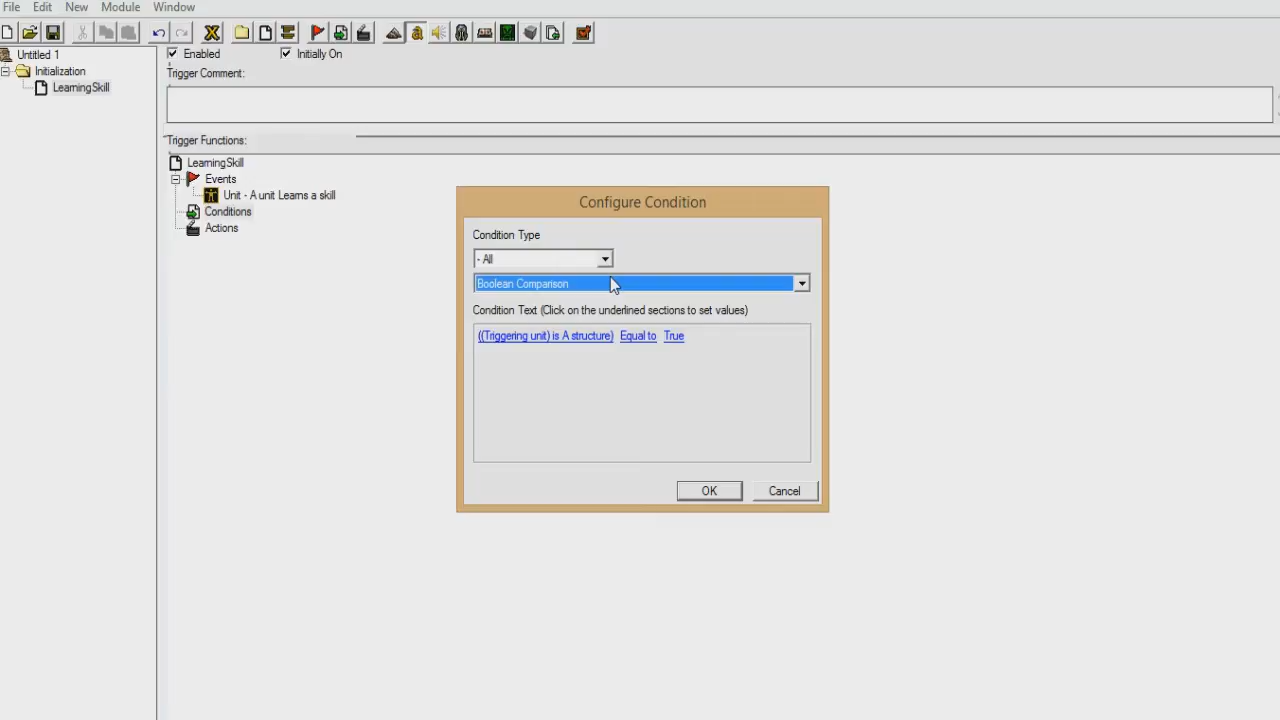 File Edit New Module Window
Untitled 1
Initialization
LearningSkill
Enabled Initially On
Trigger Comment:
Trigger Functions:
LearningSkill
Events
Unit - A unit Learns a skill
Conditions
Actions
Configure Condition
Condition Type
- All
Boolean Comparison
Condition Text (Click on the underlined sections to set values)
((Triggering unit) is A structure) Equal to True
OK Cancel